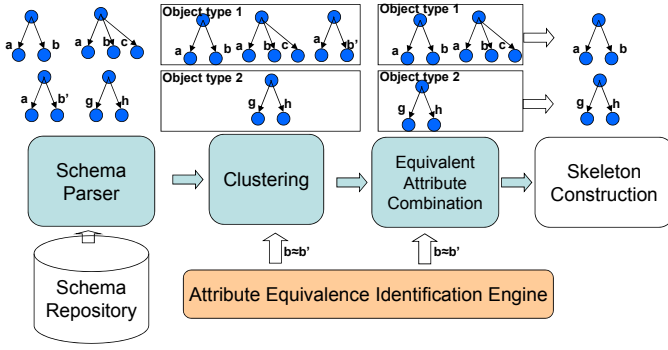 Object type 1
Object type 1
a b a b c a b a b c a b' a b a b c a b
Object type 2
Object type 2
a b' g h g h g h g h
Schema
Parser
Clustering
Equivalent
Attribute
Combination
Skeleton
Construction
b≈b' b≈b'
Schema
Repository
Attribute Equivalence Identification Engine